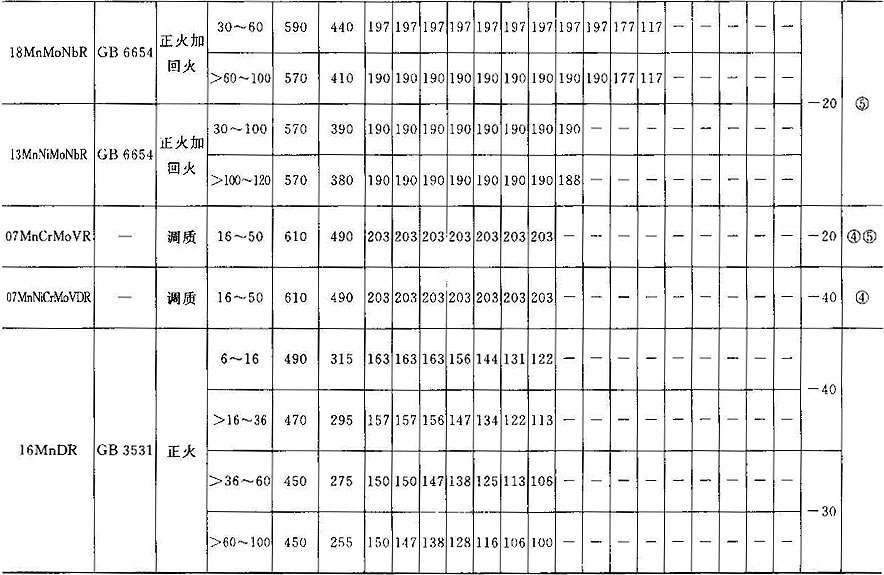 18MnMoNbR GB 6654 正火加回火 30～60 590 440 197 197 197 197 197 197 197 197 197 177 117 — — — — — －20 ⑤
>60～100 570 410 190 190 190 190 190 190 190 190 190 177 117 — — — — —
13MnNiMoNbR GB 6654 正火加回火 30～100 570 390 190 190 190 190 190 190 190 190 — — — — — — — —
>100～120 570 380 190 190 190 190 190 190 190 188 — — — — — — — —
07MnCrMoVR — 调质 16～50 610 490 203 203 203 203 203 203 203 — — — — — — — — — －20 ④⑤
07MnNiCrMoVDR — 调质 16～50 610 490 203 203 203 203 203 203 203 — — — — — — — — — －40 ④
16MnDR GB 3531 正火 6～16 490 315 163 163 163 156 144 131 122 — — — — — — — — — －40
>16～36 470 295 157 157 156 147 134 122 113 — — — — — — — — —
>36～60 450 275 150 150 147 138 125 113 106 — — — — — — — — — －30
>60～100 450 255 150 147 138 128 116 106 100 — — — — — — — — —